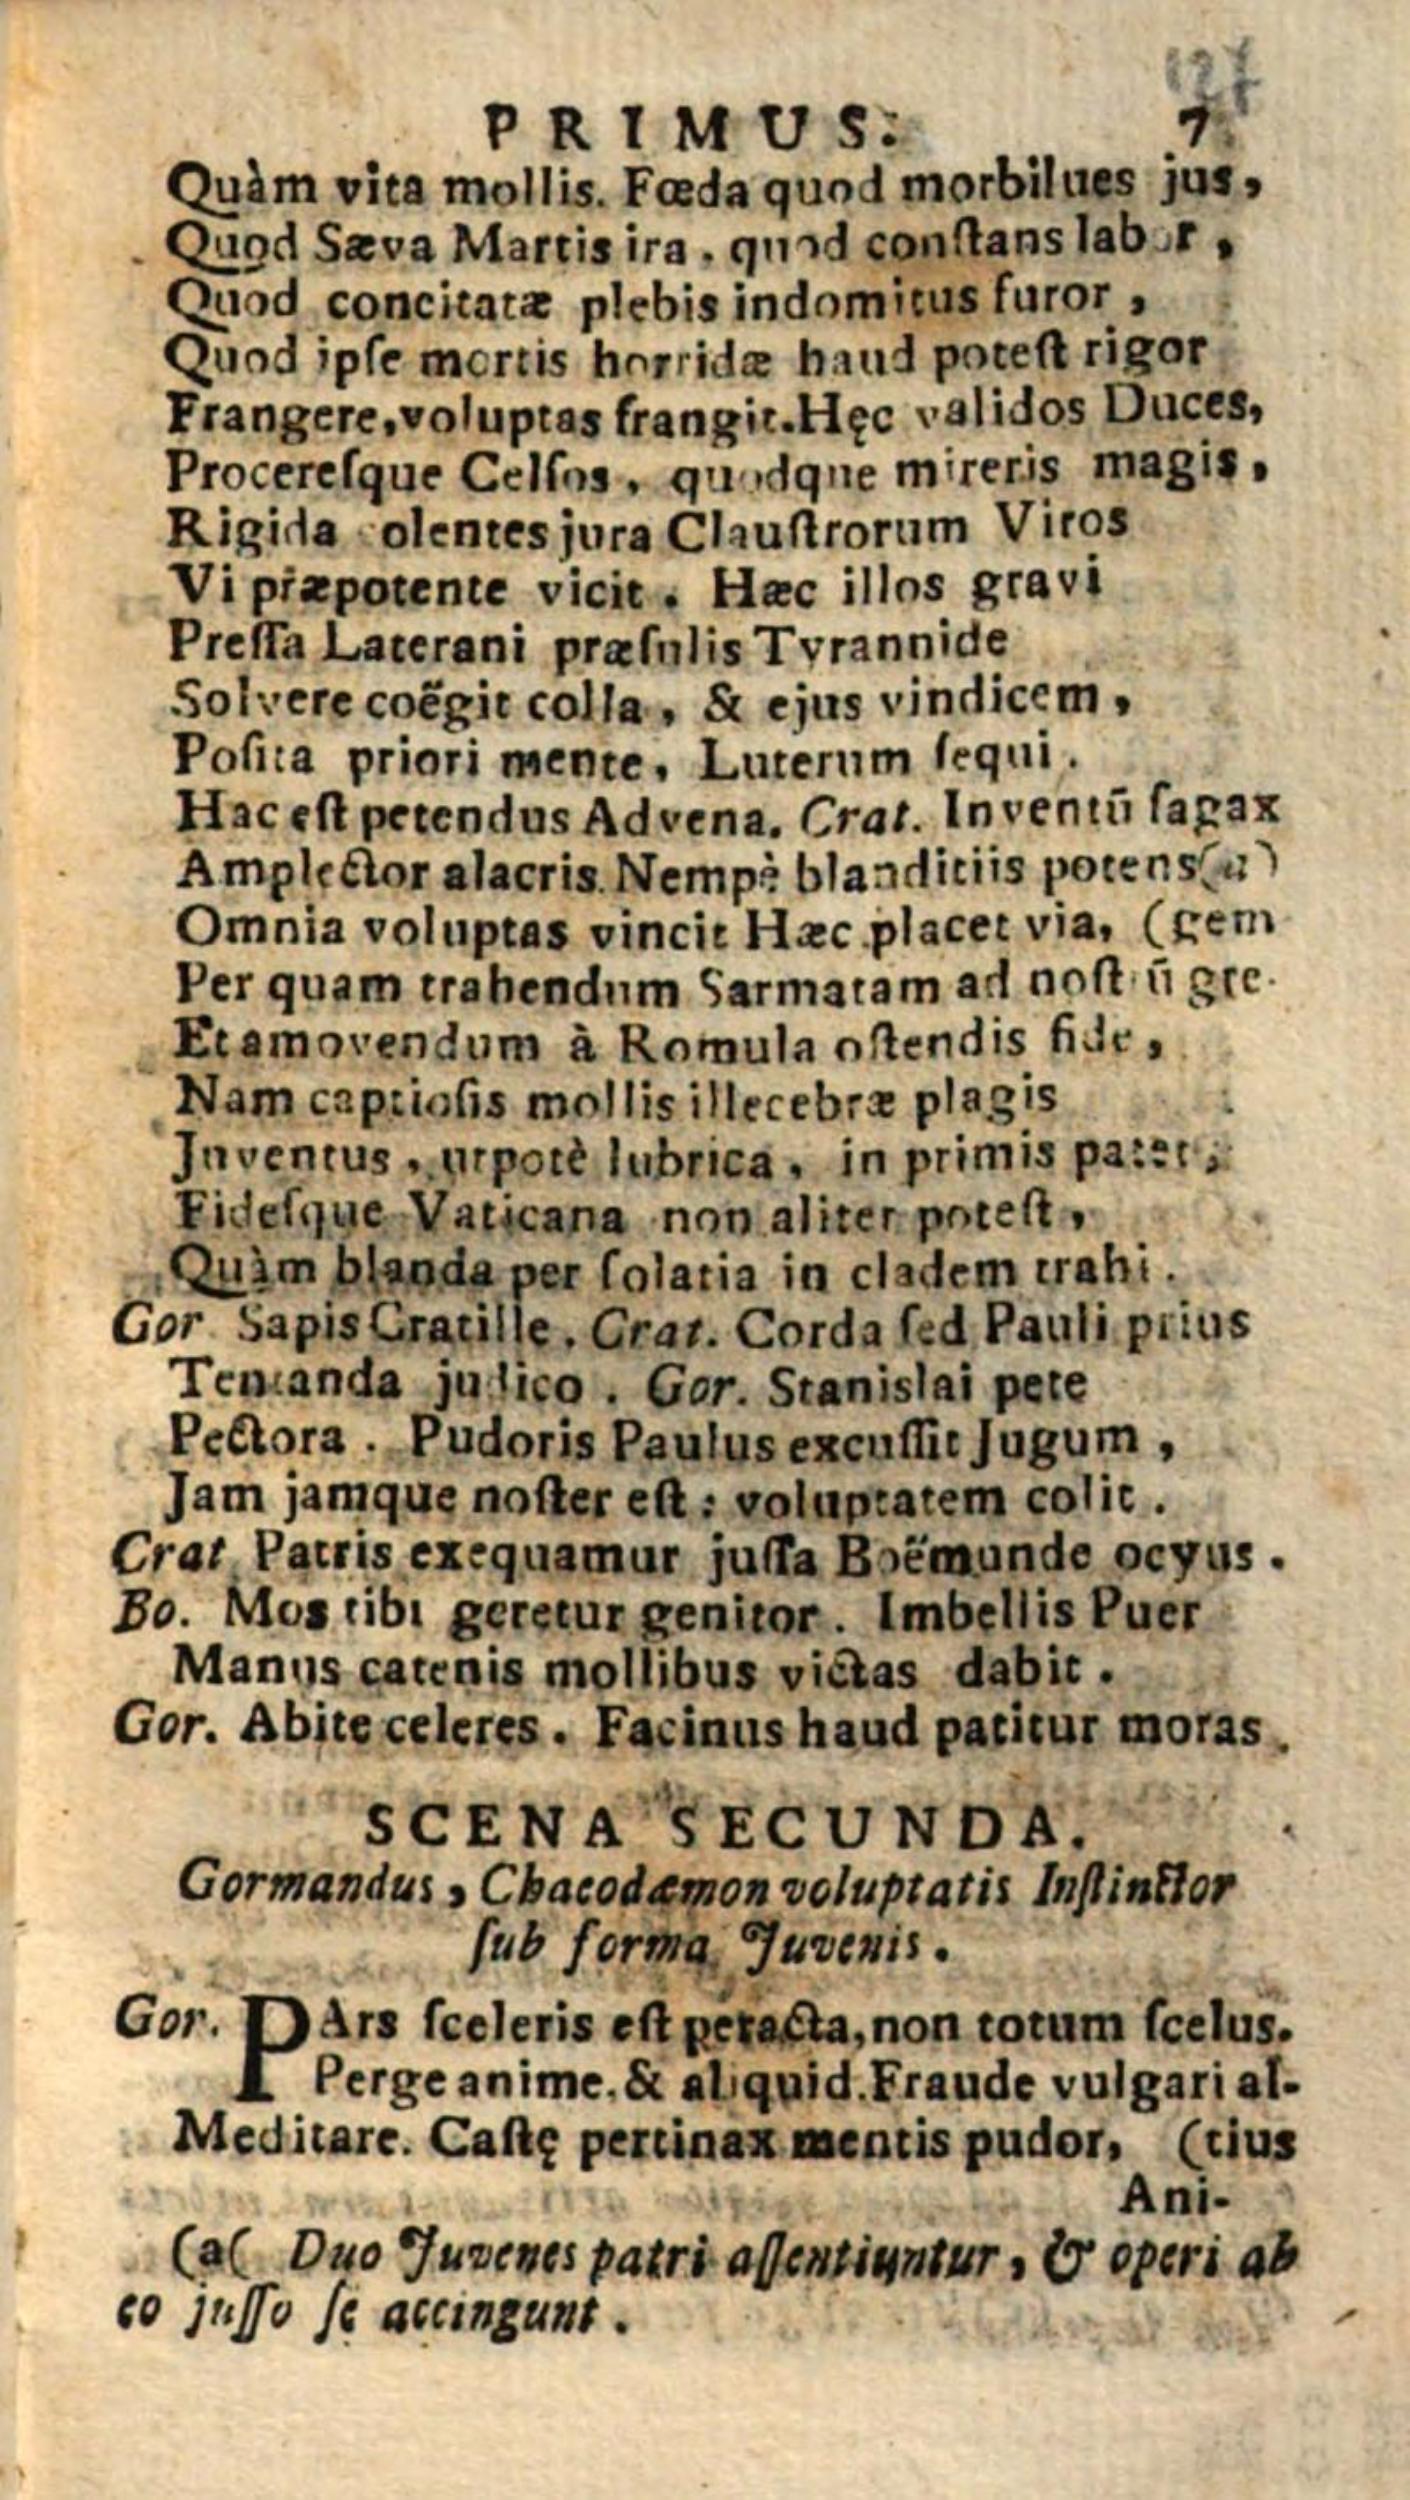 127
PRIMUS. 7
Quàm vita mollis. Fœda quod morbi lues jus,
Quod Sæva Martis ira, quod conſtans labor,
Quod concitatæ plebis indomitus furor,
Quod ipſe mortis horridæ haud poteſt rigor
Frangere, voluptas frangit. Hęc validos Duces,
Procereſque Celſos, quodque mireris magis,
Rigida colentes jura Clauſtrorum Viros
Vi præpotente vicit. Hæc illos gravi
Preſſa Laterani præſulis Tyrannide
Solvere coëgit colla, & ejus vindicem,
Poſita priori mente, Luterum ſequi.
Hac eſt petendus Advena. Crat. Inventū ſagax
Amplector alacris. Nempè blanditiis potens (a)
Omnia voluptas vincit Hæc placet via, (gem
Per quam trahendum Sarmatam ad noſtrū gre-
Et amovendum à Romula oſtendis fide,
Nam captioſis mollis illecebræ plagis
Juventus, utpotè lubrica, in primis patet;
Fideſque Vaticana non aliter poteſt,
Quàm blanda per ſolatia in cladem trahi.
Gor Sapis Cratille. Crat. Corda ſed Pauli prius
Tentanda judico. Gor. Stanislai pete
Pectora. Pudoris Paulus excuſſit Jugum,
Jam jamque noſter eſt: voluptatem colit.
Crat Patris exequamur juſſa Boëmunde ocyus.
Bo. Mos tibi geretur genitor. Imbellis Puer
Manus catenis mollibus victas dabit.
Gor. Abite celeres. Facinus haud patitur moras.
SCENA SECUNDA.
Gormandus, Chacodæmon voluptatis Inſtinctor
ſub forma Juvenis.
Gor. PArs ſceleris eſt peracta, non totum ſcelus.
Perge anime. & aliquid. Fraude vulgari al-
Meditare. Caſtę pertinax mentis pudor, (tius
Ani-
(a( Duo Juvenes patri aſſentiuntur, & operi ab
eo juſſo ſe accingunt.